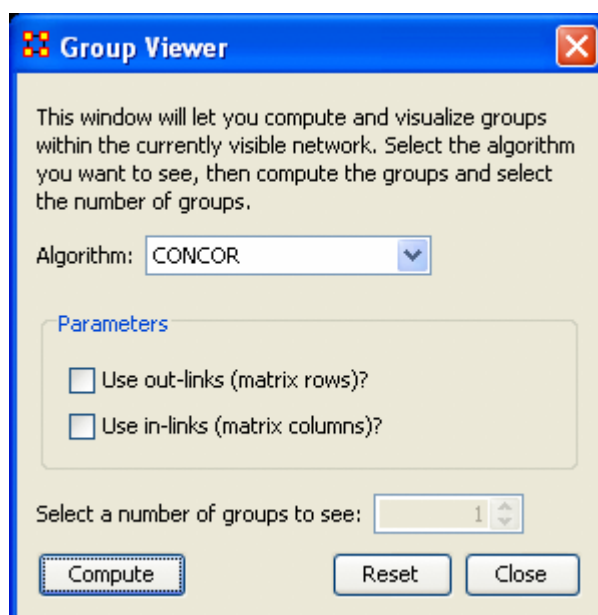 Group Viewer
This window will let you compute and visualize groups
within the currently visible network. Select the algorithm
you want to see, then compute the groups and select
the number of groups.
Algorithm: CONCOR
Parameters
Use out-links (matrix rows)?
Use in-links (matrix columns)?
Select a number of groups to see: 1
Compute Reset Close